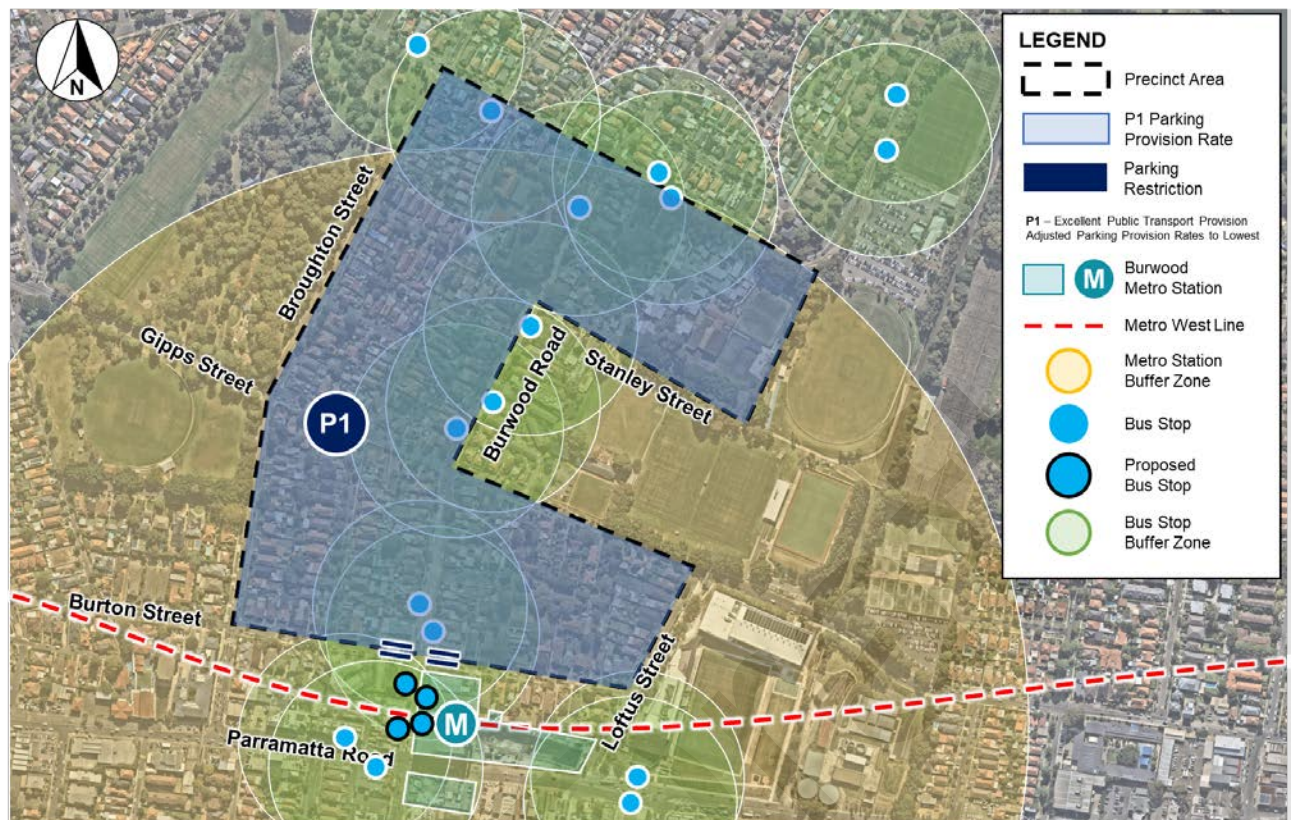 N
Broughton Street
Gipps Street
P1
Burwood Road
Stanley Street
Burton Street
Loftus Street
Parramatta Road
M
LEGEND
Precinct Area
P1 Parking
Provision Rate
Parking
Restriction
P1 – Excellent Public Transport Provision
Adjusted Parking Provision Rates to Lowest
M
Burwood
Metro Station
Metro West Line
Metro Station
Buffer Zone
Bus Stop
Proposed
Bus Stop
Bus Stop
Buffer Zone